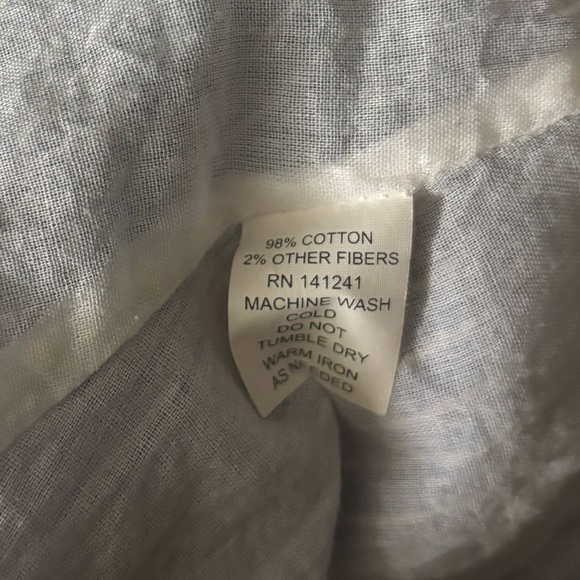 98% COTTON
2% OTHER FIBERS
RN 141241
MACHINE WASH
COLD
DO NOT
TUMBLE DRY
WARM IRON
AS NEEDED